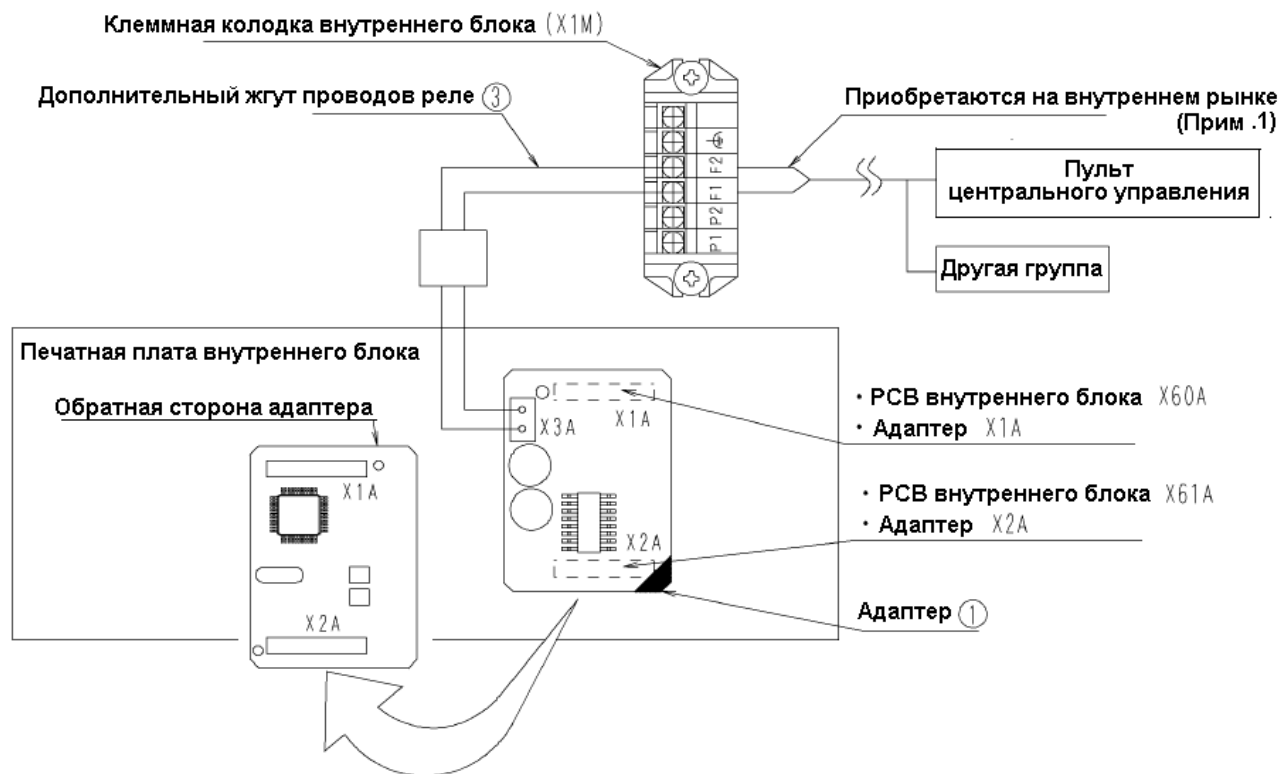 Клеммная колодка внутреннего блока (X1M)
Дополнительный жгут проводов реле ③
Приобретаются на внутреннем рынке
(Прим .1)
F2
F1
P2
P1
Пульт
центрального управления
Другая группа
Печатная плата внутреннего блока
Обратная сторона адаптера
X3A
X1A
X2A
X1A
X2A
· PCB внутреннего блока X60A
· Адаптер X1A
· PCB внутреннего блока X61A
· Адаптер X2A
Адаптер ①